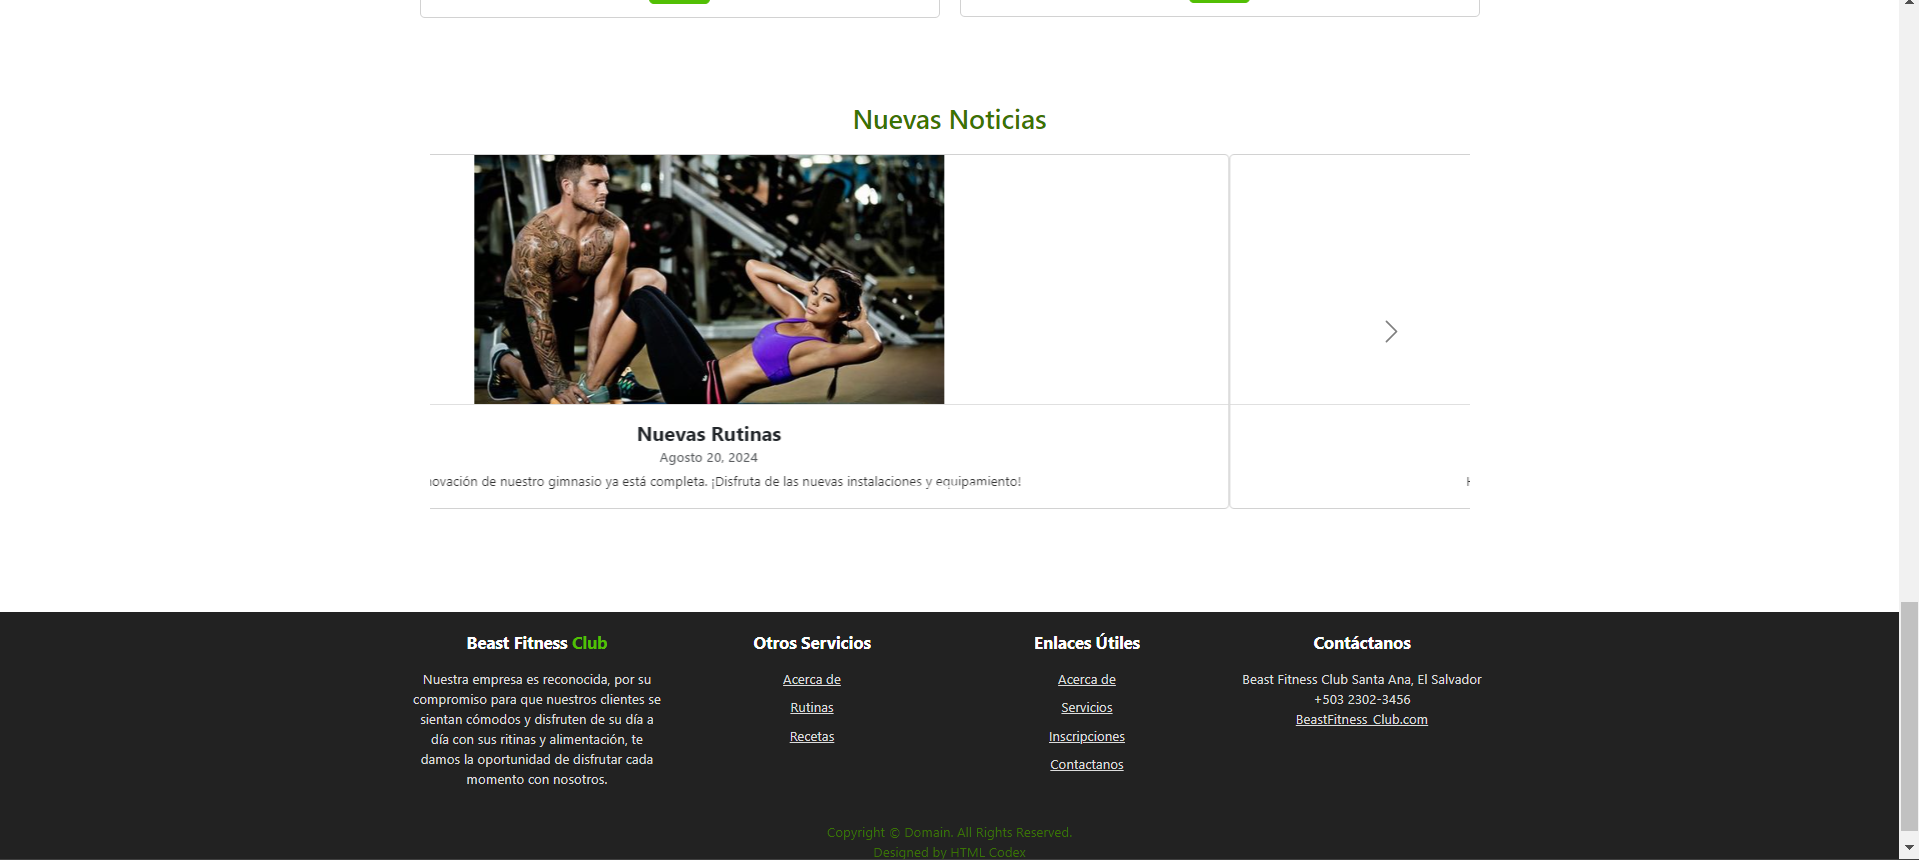 Nuevas Noticias
Nuevas Rutinas
Agosto 20, 2024
de nuestro gimnasio ya está completa. ¡Disfruta de las nuevas instalaciones y equipamiento!
Beast Fitness Club
Nuestra empresa es reconocida, por su
compromiso para que nuestros clientes se
sientan cómodos y disfruten de su día a
día con sus ritinas y alimentación, te
damos la oportunidad de disfrutar cada
momento con nosotros.
Otros Servicios
Acerca de
Rutinas
Recetas
Enlaces Útiles
Acerca de
Servicios
Inscripciones
Contactanos
Contáctanos
Beast Fitness Club Santa Ana, El Salvador
+503 2302-3456
BeastFitness_Club.com
Copyright © Domain. All Rights Reserved.
Designed by HTML Codex